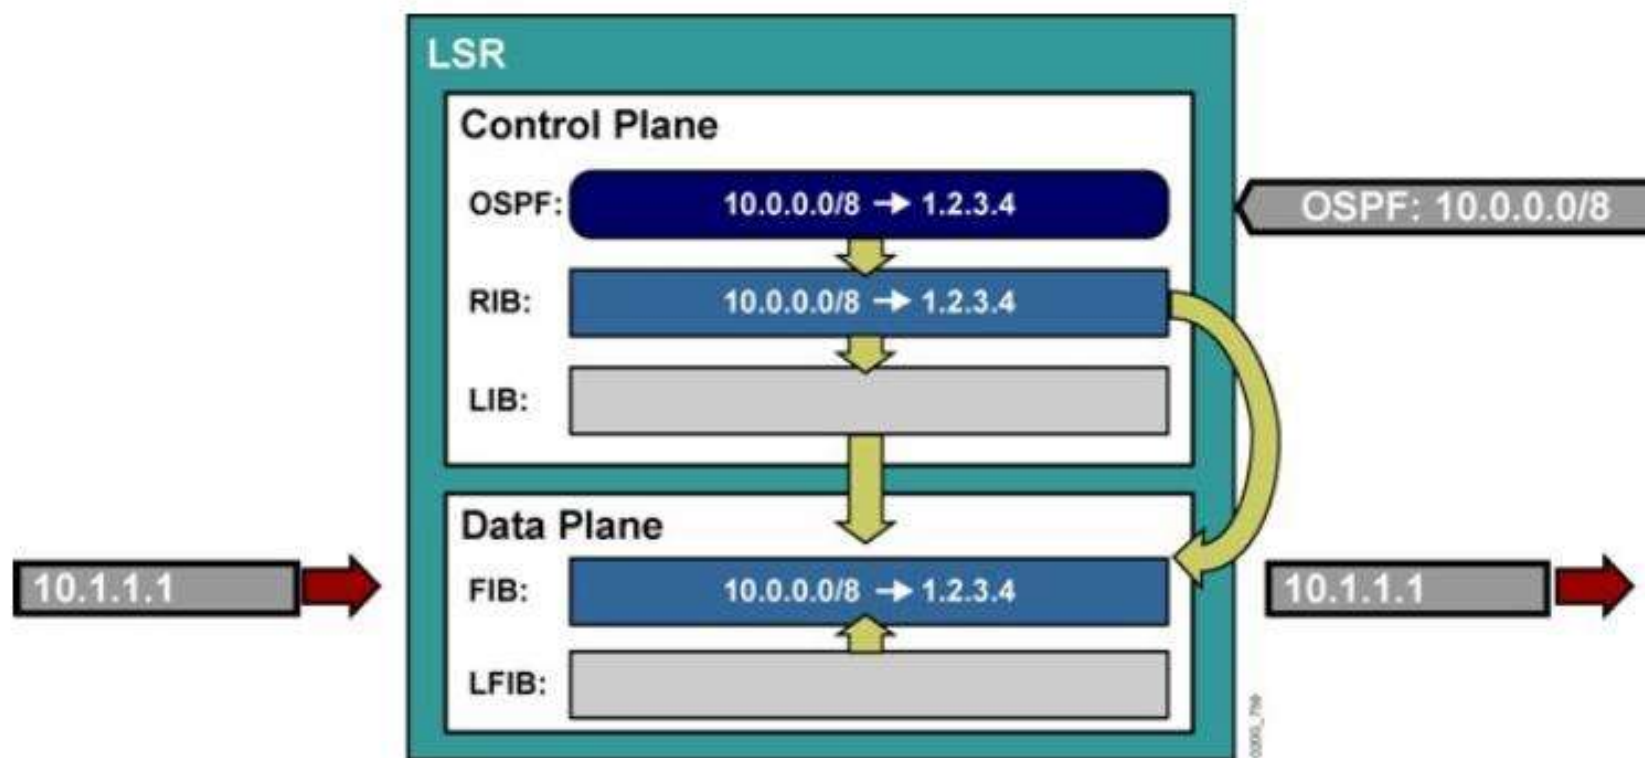 LSR
Control Plane
OSPF: 10.0.0.0/8 → 1.2.3.4
OSPF: 10.0.0.0/8
RIB: 10.0.0.0/8 → 1.2.3.4
LIB:
Data Plane
10.1.1.1
FIB: 10.0.0.0/8 → 1.2.3.4
10.1.1.1
LFIB: